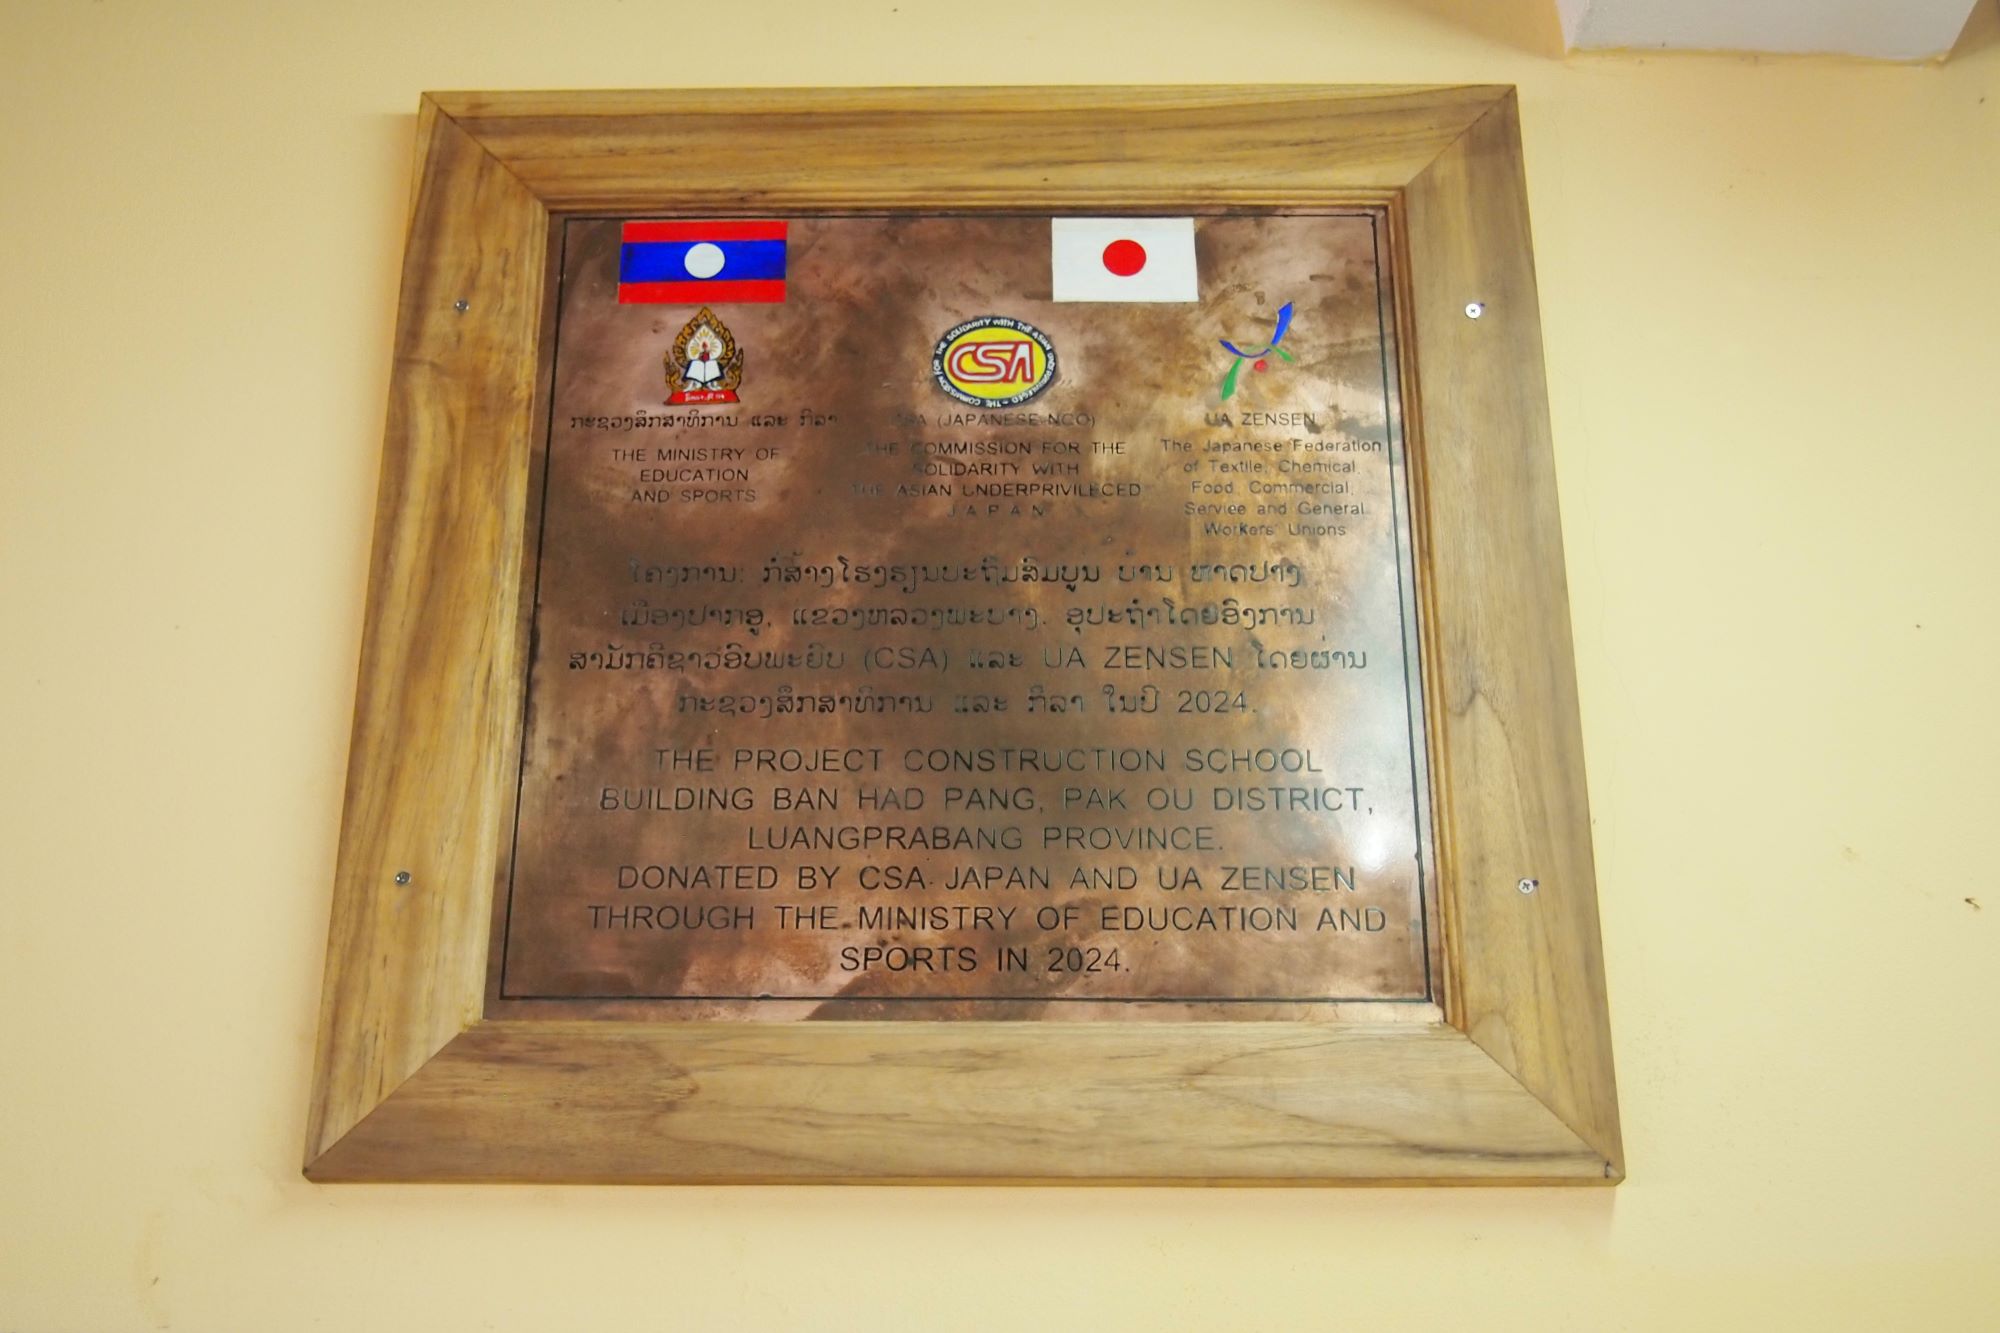 THE COMMISSION FOR THE SOLIDARITY WITH THE ASIAN UNDERPRIVILEGED
CSA
ກະຊວງສຶກສາທິການ ແລະ ກິລາ
THE MINISTRY OF
EDUCATION
AND SPORTS
CSA (JAPANESE NGO)
THE COMMISSION FOR THE
SOLIDARITY WITH
THE ASIAN UNDERPRIVILEGED
JAPAN
UA ZENSEN
The Japanese Federation
of Textile, Chemical,
Food, Commercial,
Service and General
Workers' Unions
ໂຄງການ: ກໍ່ສ້າງໂຮງຮຽນປະຖົມສົມບູນ ບ້ານ ຫາດປາງ
ເມືອງປາກອູ, ແຂວງຫລວງພະບາງ. ອຸປະຖຳໂດຍອົງການ
ສາມັກຄີຊາວອົບພະຍົບ (CSA) ແລະ UA ZENSEN ໂດຍຜ່ານ
ກະຊວງສຶກສາທິການ ແລະ ກິລາ ໃນປີ 2024.
THE PROJECT CONSTRUCTION SCHOOL
BUILDING BAN HAD PANG, PAK OU DISTRICT,
LUANGPRABANG PROVINCE.
DONATED BY CSA JAPAN AND UA ZENSEN
THROUGH THE MINISTRY OF EDUCATION AND
SPORTS IN 2024.